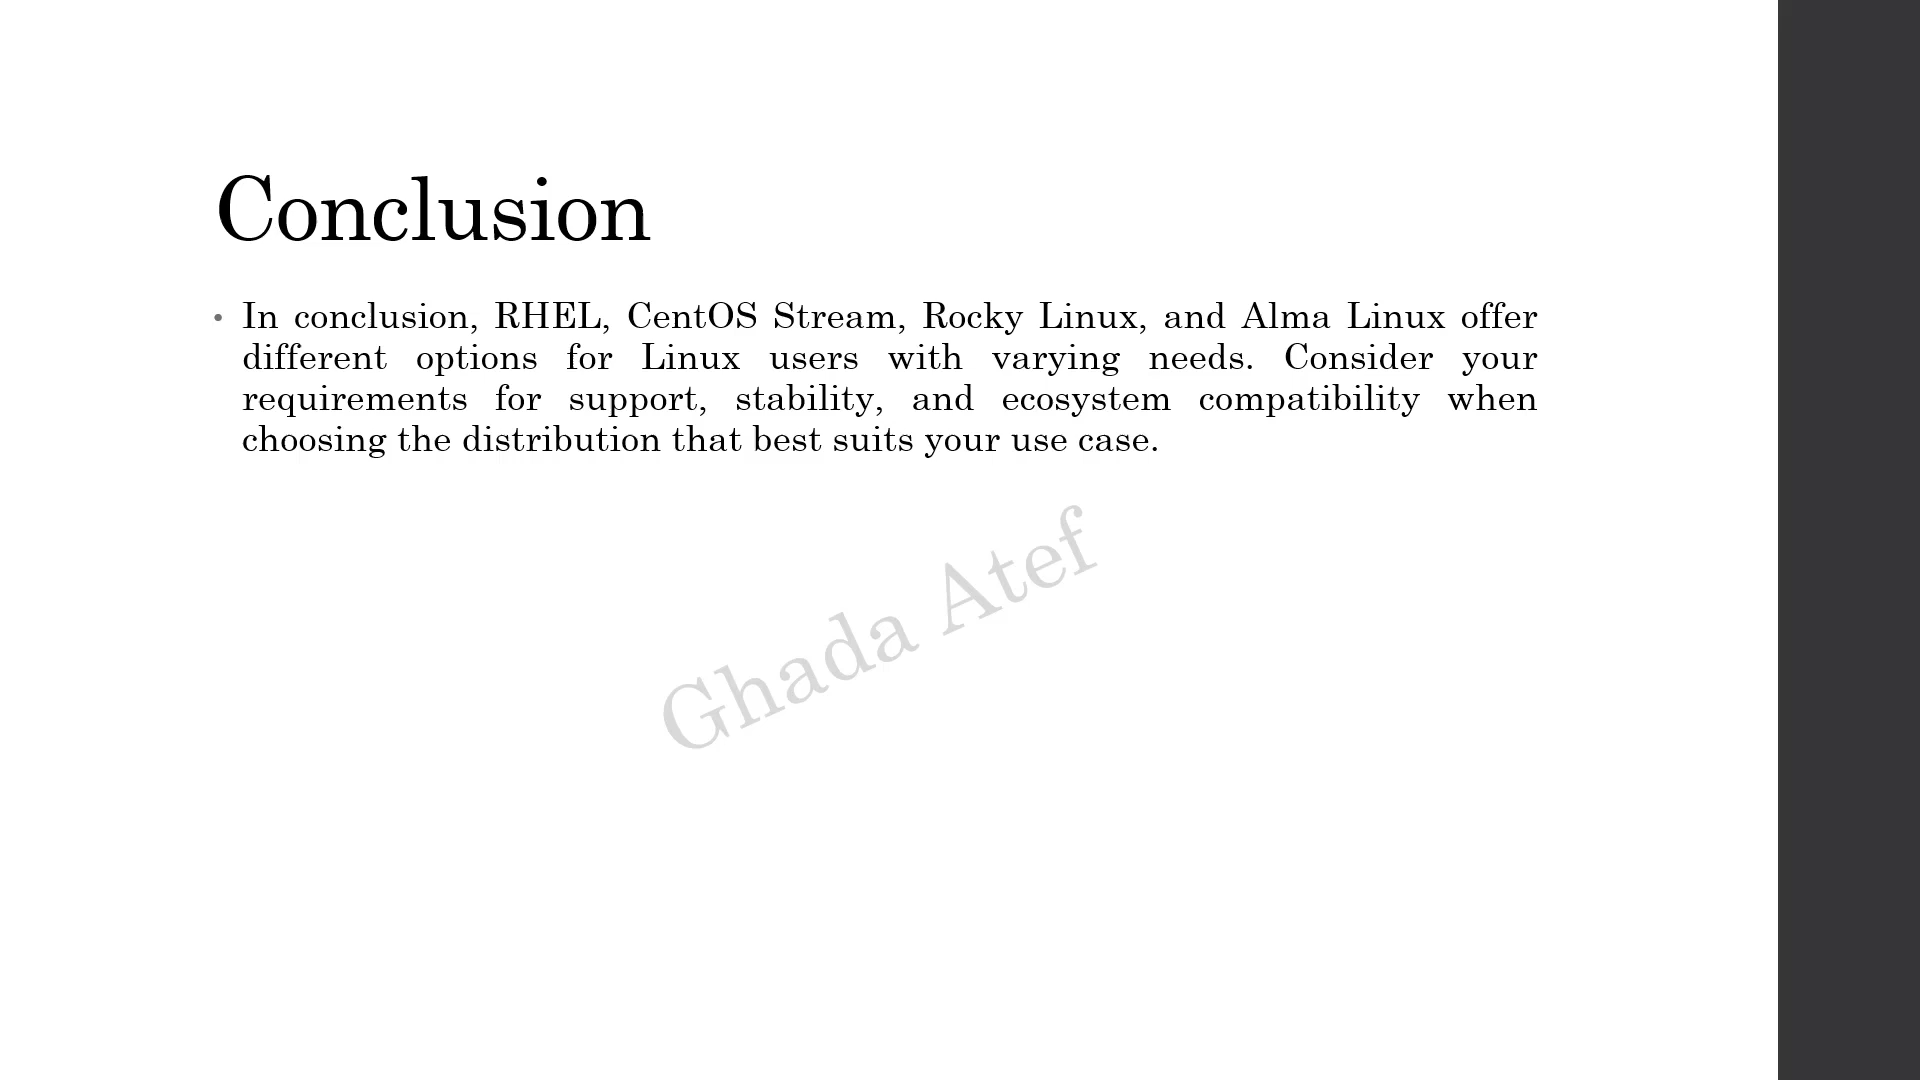 Conclusion
• In conclusion, RHEL, CentOS Stream, Rocky Linux, and Alma Linux offer
different options for Linux users with varying needs. Consider your
requirements for support, stability, and ecosystem compatibility when
choosing the distribution that best suits your use case.
Ghada Atef